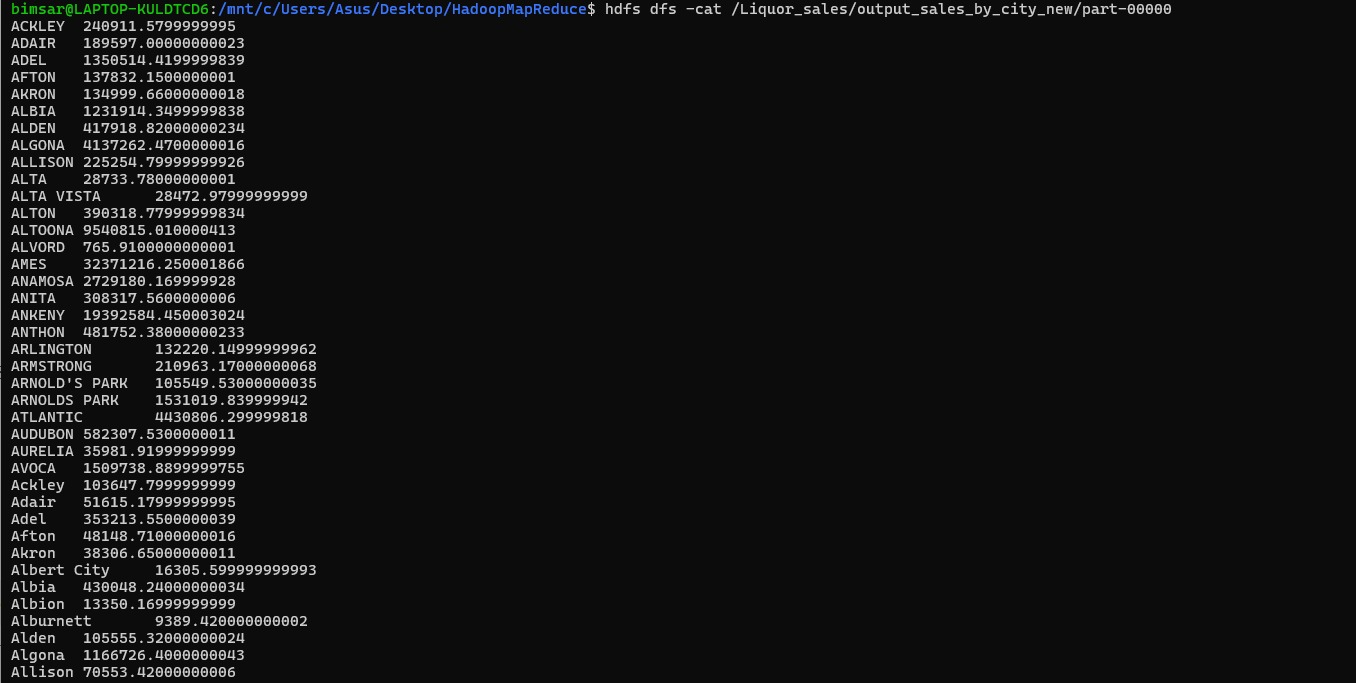 bimsar@LAPTOP-KULDTCD6:/mnt/c/Users/Asus/Desktop/HadoopMapReduce$ hdfs dfs -cat /Liquor_sales/output_sales_by_city_new/part-00000
ACKLEY  240911.5799999995
ADAIR   189597.00000000023
ADEL    1350514.4199999839
AFTON   137832.1500000001
AKRON   134999.66000000018
ALBIA   1231914.3499999838
ALDEN   417918.82000000234
ALGONA  4137262.4700000016
ALLISON 225254.79999999926
ALTA    28733.78000000001
ALTA VISTA      28472.97999999999
ALTON   390318.77999999834
ALTOONA 9540815.010000413
ALVORD  765.9100000000001
AMES    32371216.250001866
ANAMOSA 2729180.169999928
ANITA   308317.5600000006
ANKENY  19392584.450003024
ANTHON  481752.38000000233
ARLINGTON       132220.14999999962
ARMSTRONG       210963.17000000068
ARNOLD'S PARK   105549.53000000035
ARNOLDS PARK    1531019.839999942
ATLANTIC        4430806.299999818
AUDUBON 582307.5300000011
AURELIA 35981.91999999999
AVOCA   1509738.8899999755
Ackley  103647.7999999999
Adair   51615.17999999995
Adel    353213.5500000039
Afton   48148.71000000016
Akron   38306.65000000011
Albert City     16305.599999999993
Albia   430048.24000000034
Albion  13350.16999999999
Alburnett       9389.420000000002
Alden   105555.32000000024
Algona  1166726.4000000043
Allison 70553.42000000006